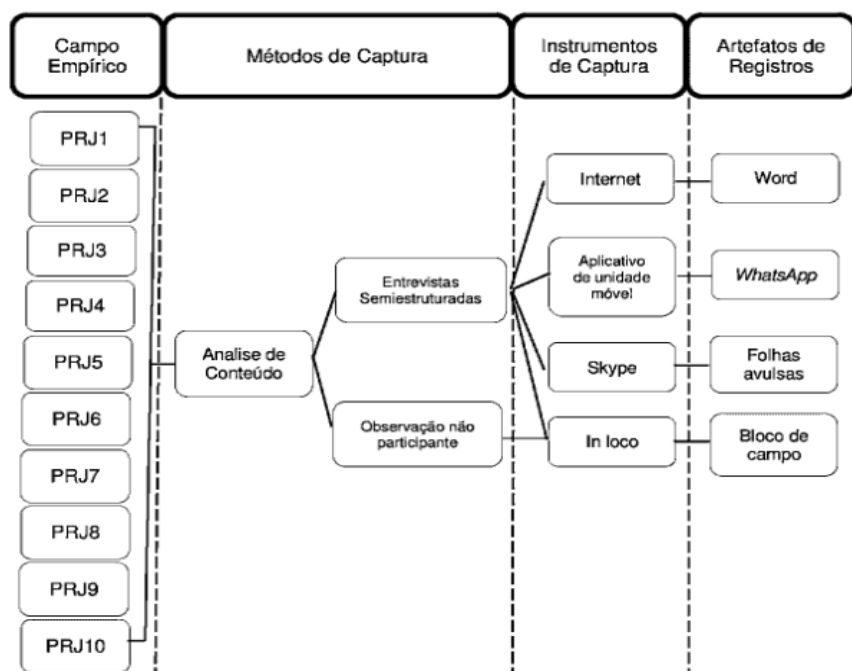 Campo
Empírico
Métodos de Captura
Instrumentos
de Captura
Artefatos de
Registros
PRJ1
PRJ2
PRJ3
PRJ4
PRJ5
PRJ6
PRJ7
PRJ8
PRJ9
PRJ10
Analise de
Conteúdo
Entrevistas
Semiestruturadas
Observação não
participante
Internet
Aplicativo
de unidade
móvel
Skype
In loco
Word
WhatsApp
Folhas
avulsas
Bloco de
campo